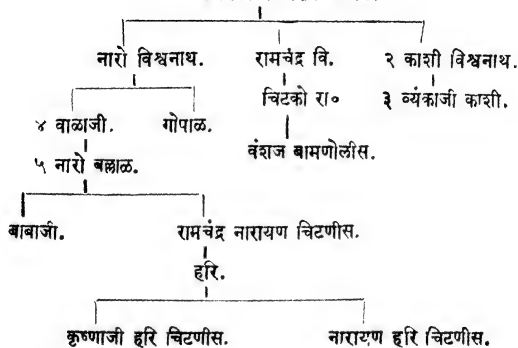 नारो विश्वनाथ. रामचंद्र वि. २ काशी विश्वनाथ.
चिटको रा० ३ व्यंकाजी काशी.
४ वाळाजी. गोपाळ.
वंशज बामणोलीस.
५ नारो बल्लाळ.
बाबाजी. रामचंद्र नारायण चिटणीस.
हरि.
कृष्णाजी हरि चिटणीस. नारायण हरि चिटणीस.